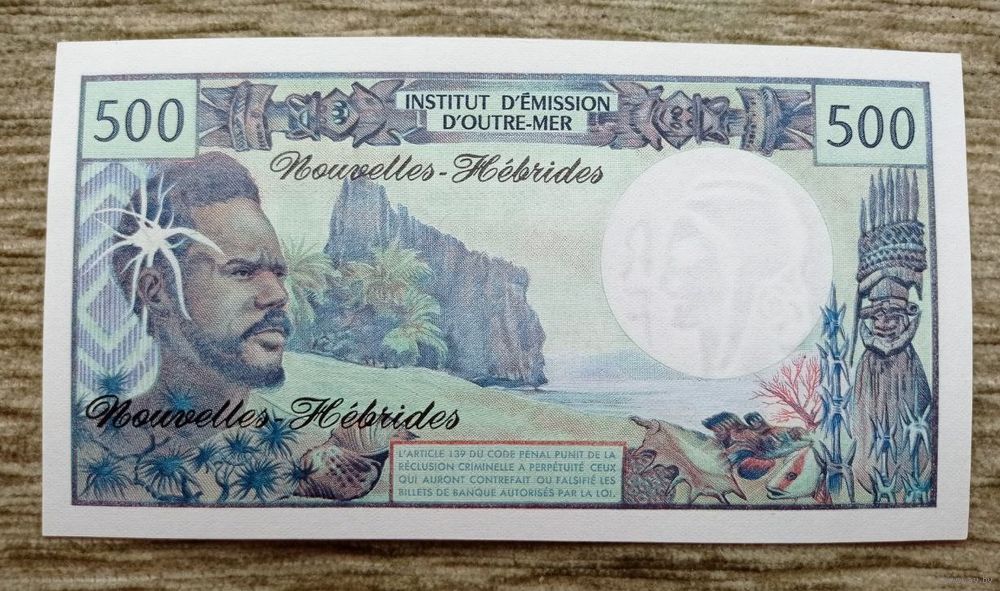 500
INSTITUT D'ÉMISSION
D'OUTRE-MER
500
Nouvelles-Hébrides
Nouvelles-Hébrides
L'ARTICLE 139 DU CODE PÉNAL PUNIT DE LA
RÉCLUSION CRIMINELLE A PERPÉTUITÉ CEUX
QUI AURONT CONTREFAIT OU FALSIFIÉ LES
BILLETS DE BANQUE AUTORISÉS PAR LA LOI.